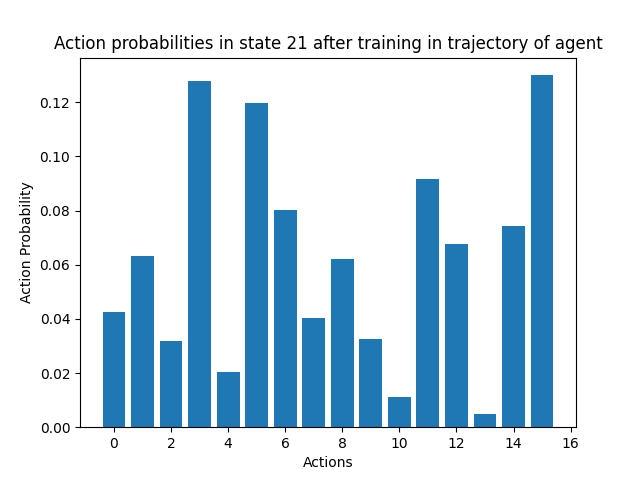 Action probabilities in state 21 after training in trajectory of agent
0.12
0.10
0.08
0.06
0.04
0.02
0.00
Action Probability
0 2 4 6 8 10 12 14 16
Actions